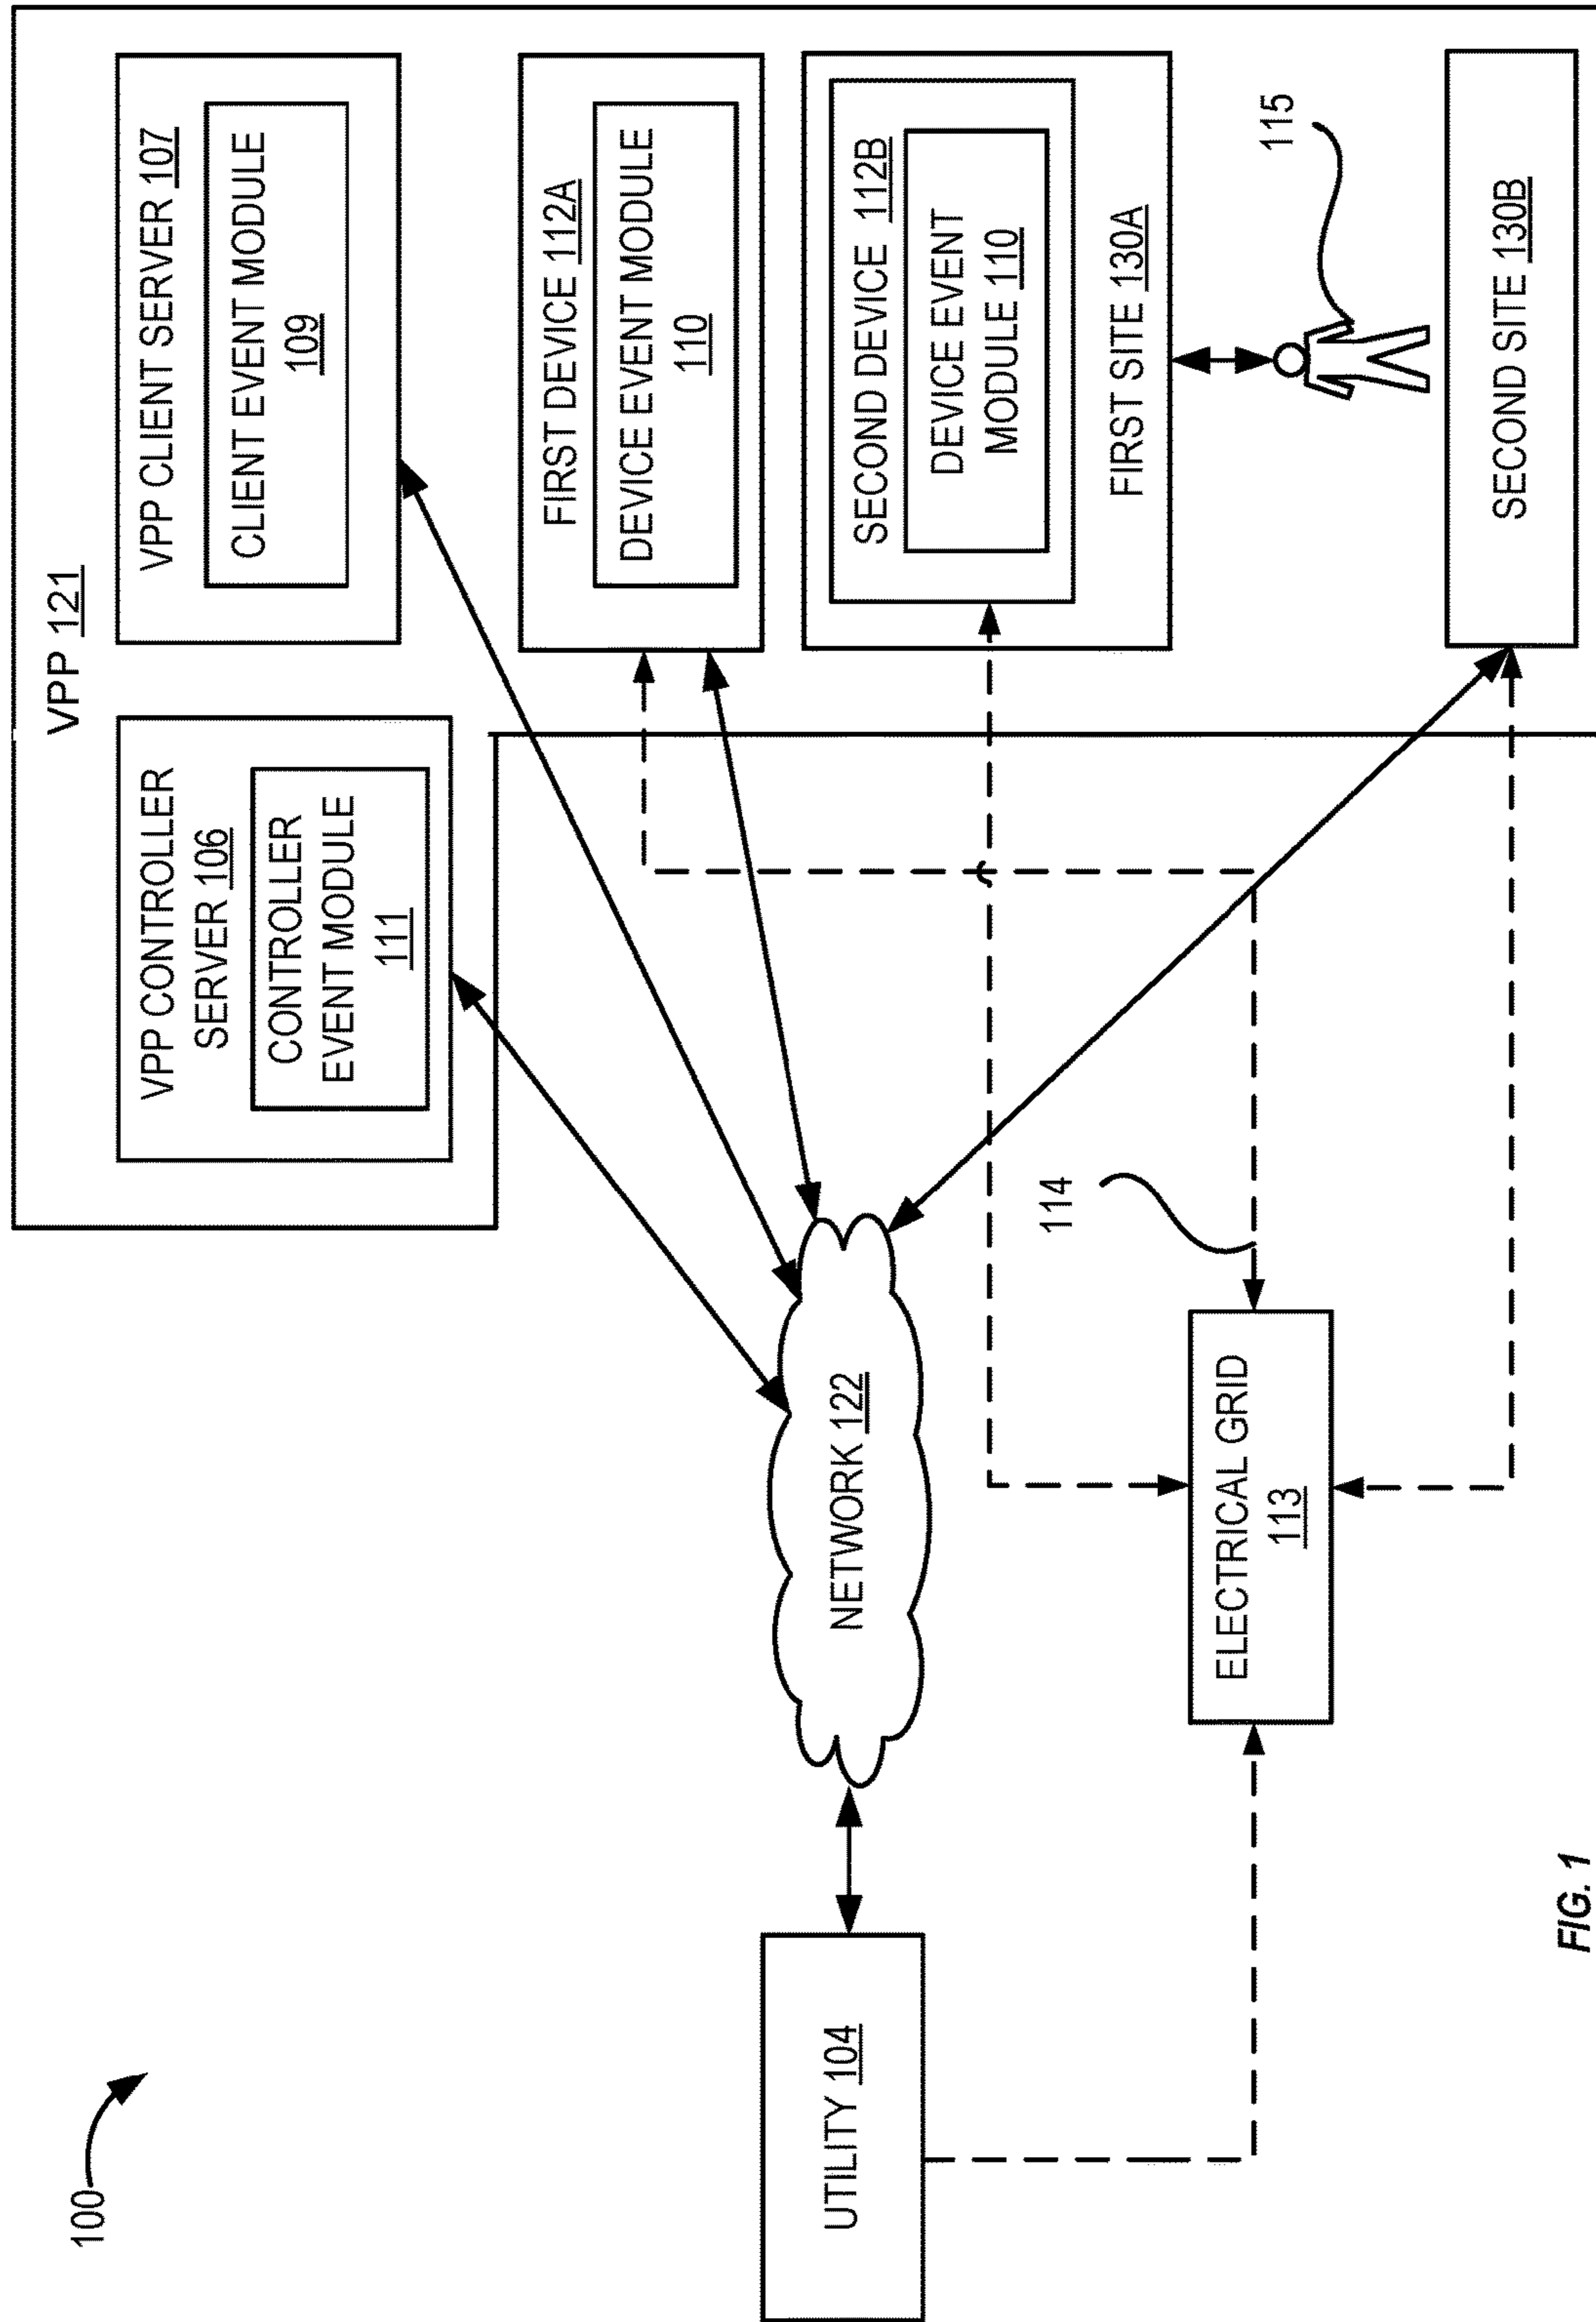 100
VPP 121
VPP CONTROLLER
SERVER 106
CONTROLLER
EVENT MODULE
111
VPP CLIENT SERVER 107
CLIENT EVENT MODULE
109
FIRST DEVICE 112A
DEVICE EVENT MODULE
110
SECOND DEVICE 112B
DEVICE EVENT
MODULE 110
FIRST SITE 130A
115
SECOND SITE 130B
UTILITY 104
NETWORK 122
114
ELECTRICAL GRID
113
FIG. 1